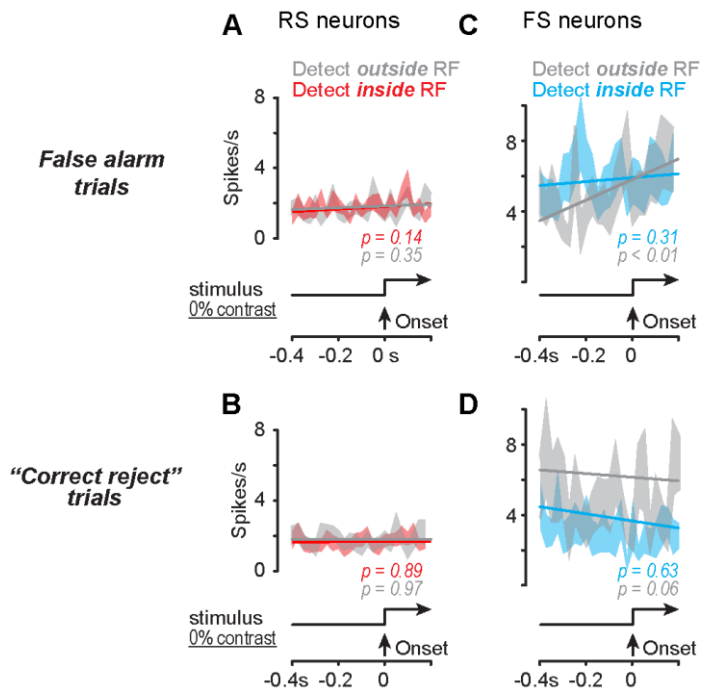 A RS neurons C FS neurons
Detect outside RF
Detect inside RF
Detect outside RF
Detect inside RF
False alarm
trials
Spikes/s
8
4
2
0
8
6
4
p = 0.14
p = 0.35
p = 0.31
p < 0.01
stimulus
0% contrast
Onset
Onset
-0.4 -0.2 0 s
-0.4s -0.2 0
B
D
"Correct reject"
trials
Spikes/s
8
4
2
0
8
4
p = 0.89
p = 0.97
p = 0.63
p = 0.06
stimulus
0% contrast
Onset
Onset
-0.4s -0.2 0
-0.4s -0.2 0